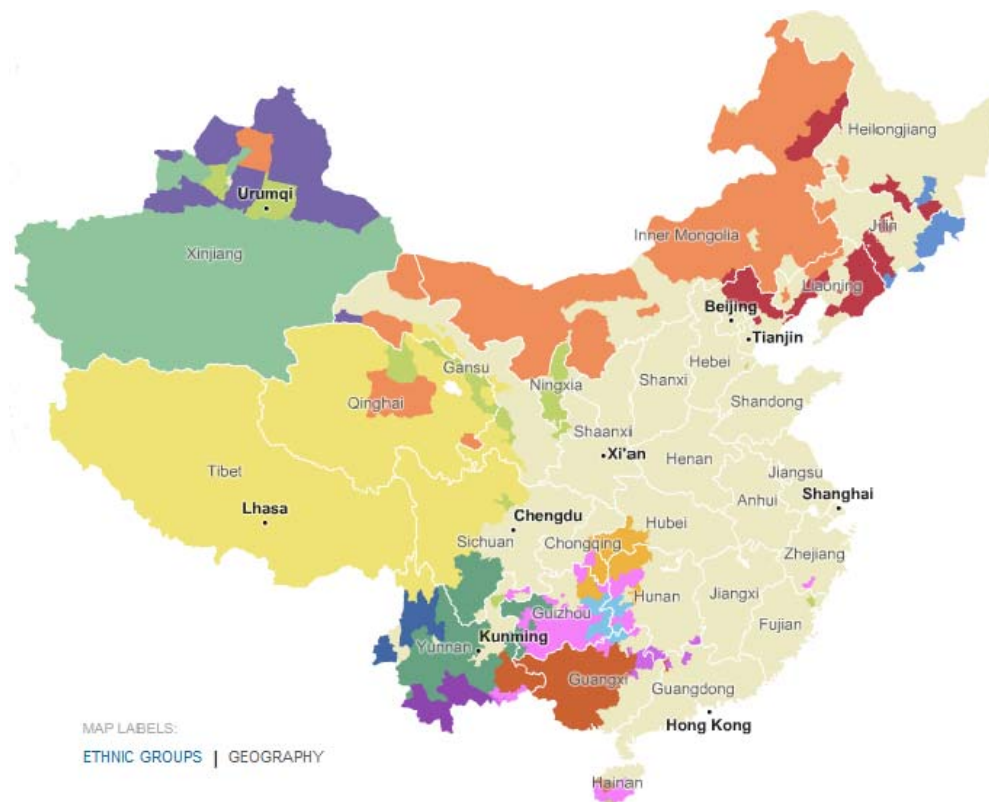 Heilongjiang
Urumqi
Jilin
Inner Mongolia
Xinjiang
Liaoning
Beijing
Tianjin
Hebei
Gansu
Ningxia
Shanxi
Qinghai
Shandong
Shaanxi
Xi'an
Henan
Tibet
Jiangsu
Anhui
Shanghai
Lhasa
Chengdu
Hubei
Sichuan
Chongqing
Zhejiang
Hunan
Jiangxi
Guizhou
Fujian
Kunming
Yunnan
Guangxi
Guangdong
Hong Kong
MAP LABELS:
ETHNIC GROUPS | GEOGRAPHY
Hainan